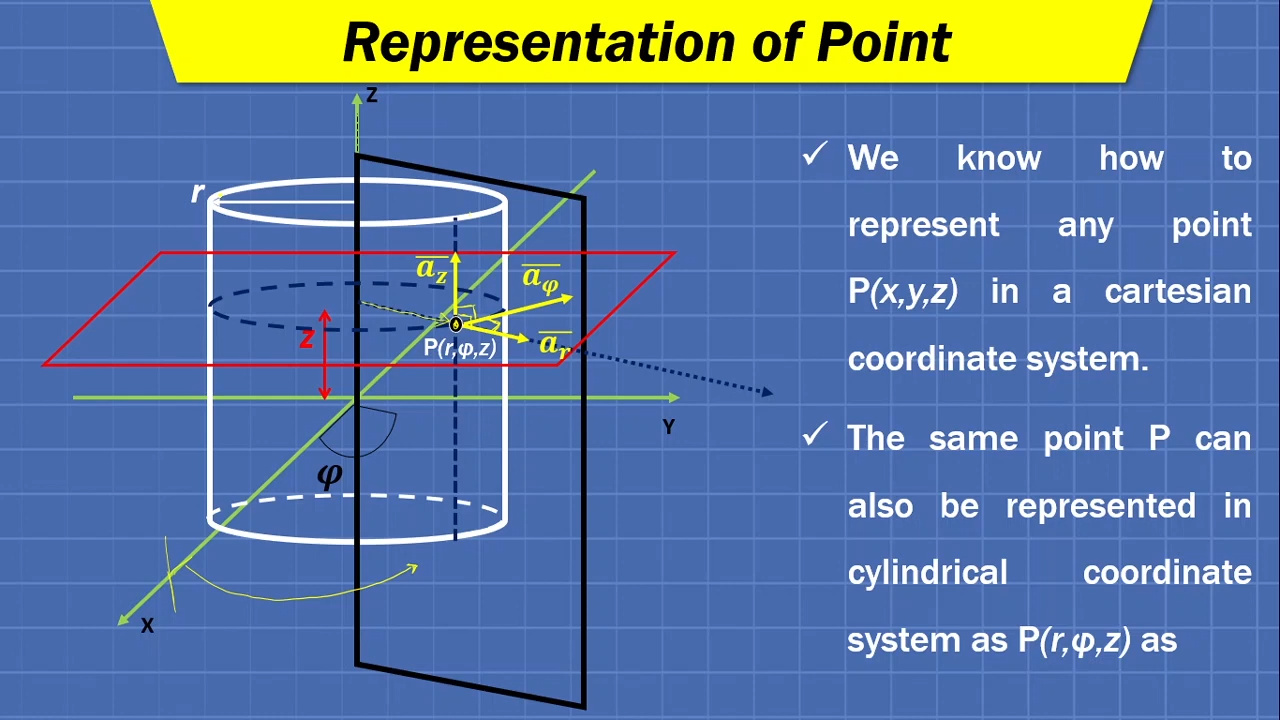 Representation of Point
Z
r
We know how to
represent any point
P(x,y,z) in a cartesian
coordinate system.
The same point P can
also be represented in
cylindrical coordinate
system as P(r,φ,z) as
a_z
a_φ
z
P(r,φ,z)
a_r
Y
φ
X